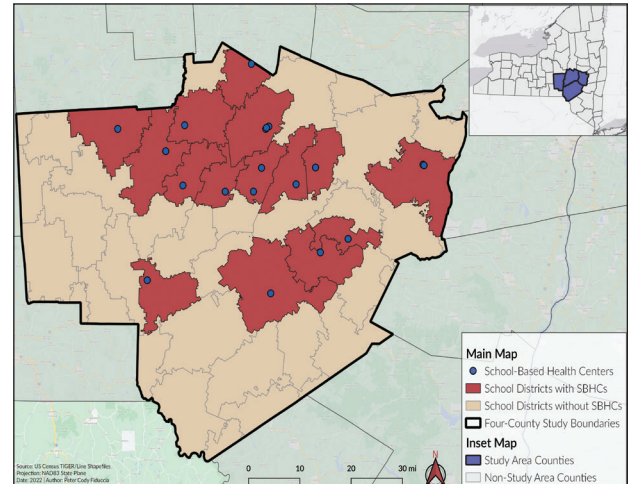 Main Map
School-Based Health Centers
School Districts with SBHCs
School Districts without SBHCs
Four-County Study Boundaries
Inset Map
Study Area Counties
Non-Study Area Counties
Source: US Census TIGER/Line Shapefiles
Projection: NAD83 State Plane
Date: 2022 | Author: Peter Cody Fiduccia
0 10 20 30 mi
N